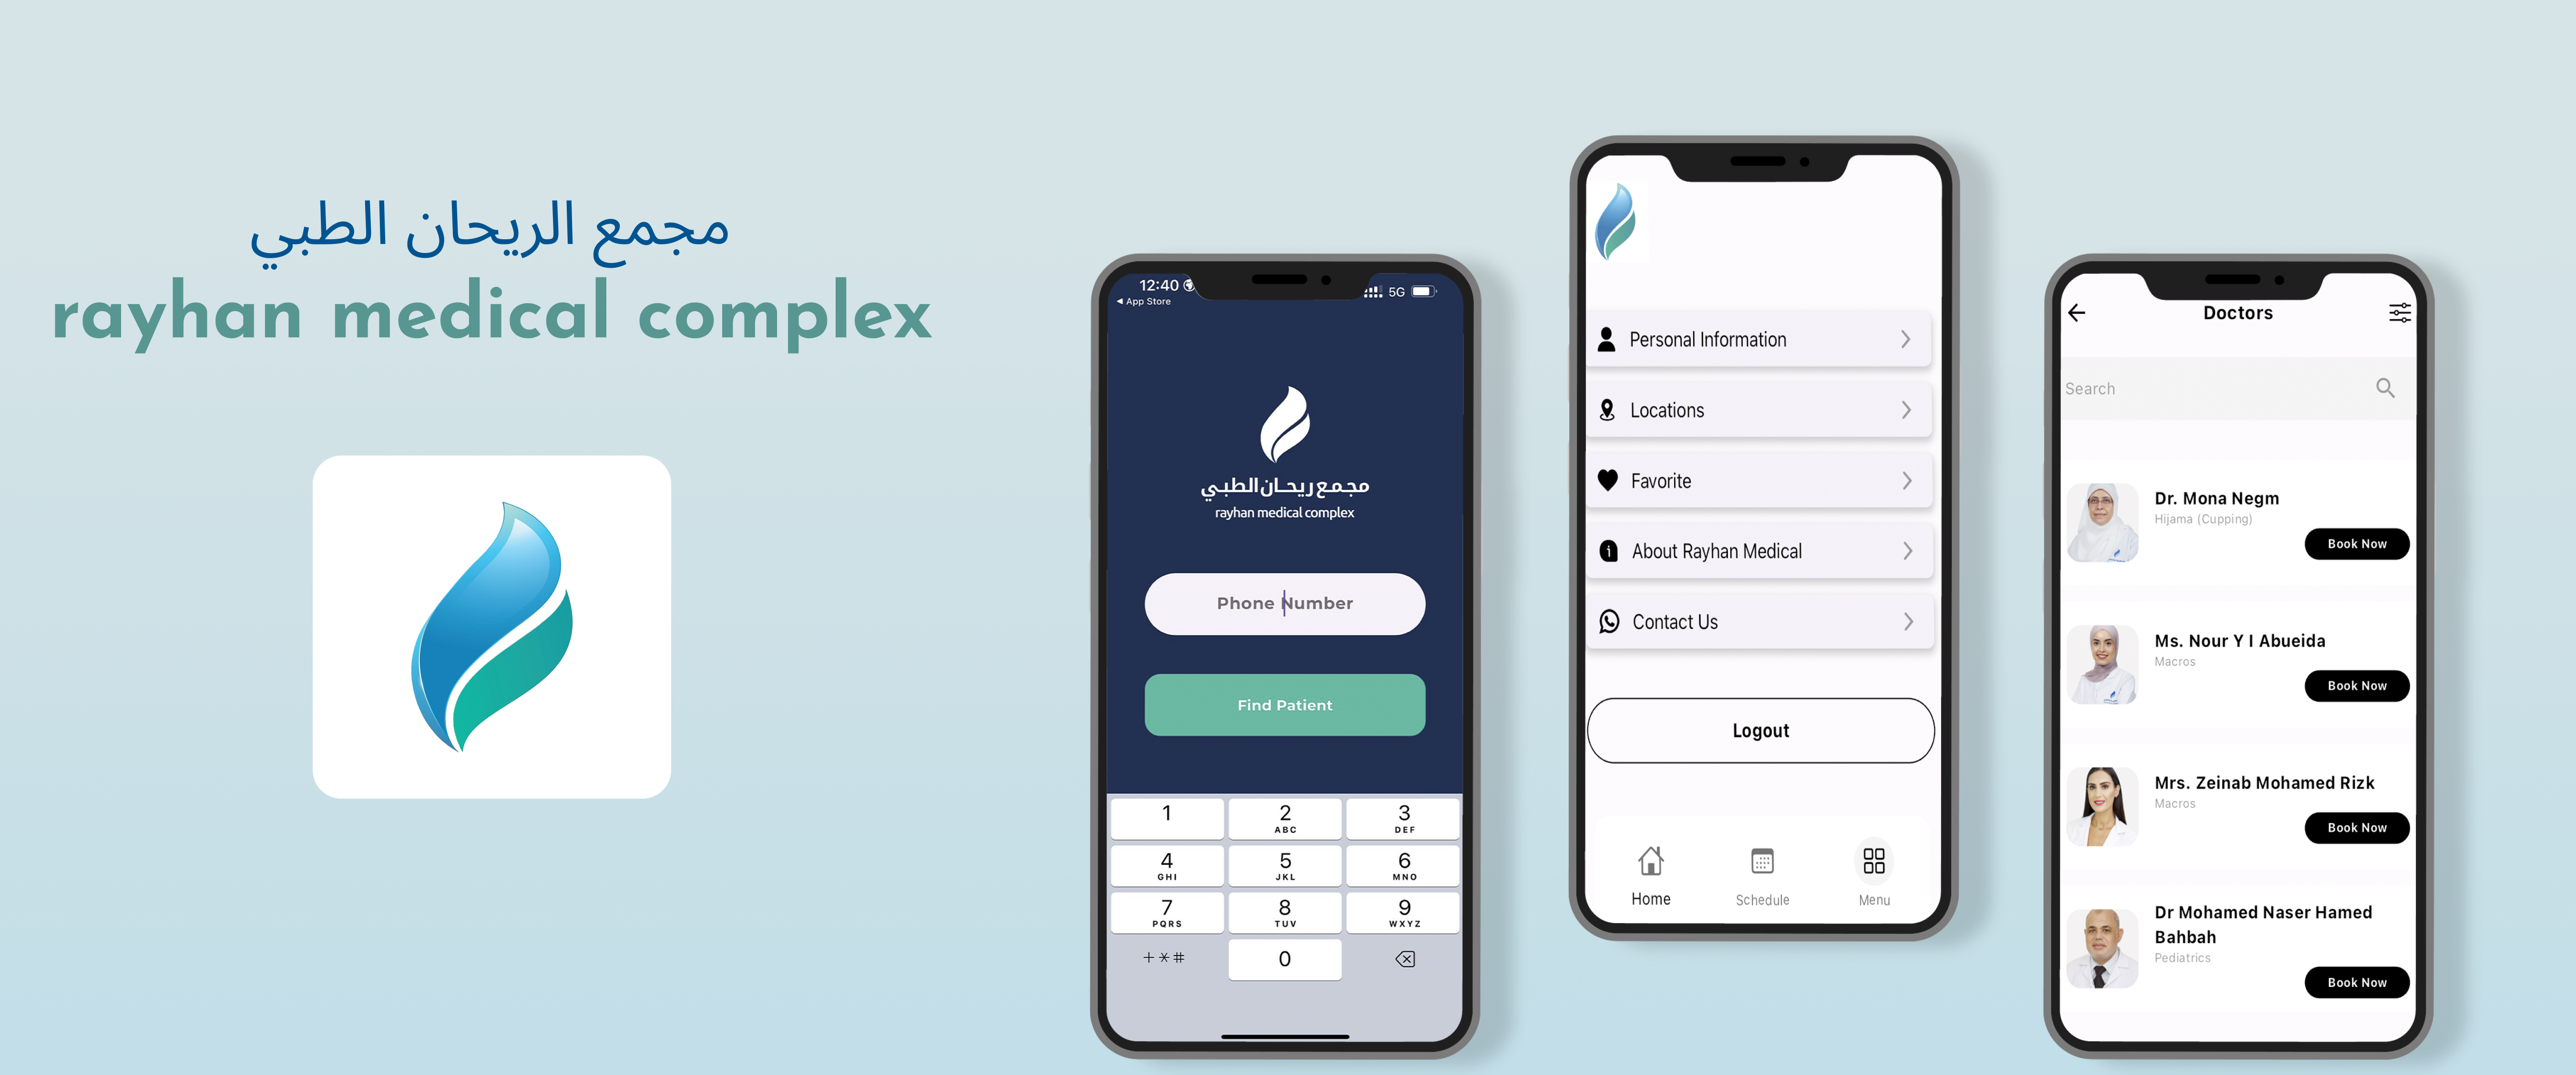 مجمع الريحان الطبي
rayhan medical complex
12:40
App Store
5G
مجمع ريحان الطبي
rayhan medical complex
Phone Number
Find Patient
1
2
ABC
3
DEF
4
GHI
5
JKL
6
MNO
7
PQRS
8
TUV
9
WXYZ
+*#
0
Personal Information
Locations
Favorite
About Rayhan Medical
Contact Us
Logout
Home
Schedule
Menu
Doctors
Search
Dr. Mona Negm
Hijama (Cupping)
Book Now
Ms. Nour Y I Abueida
Macros
Book Now
Mrs. Zeinab Mohamed Rizk
Macros
Book Now
Dr Mohamed Naser Hamed
Bahbah
Pediatrics
Book Now